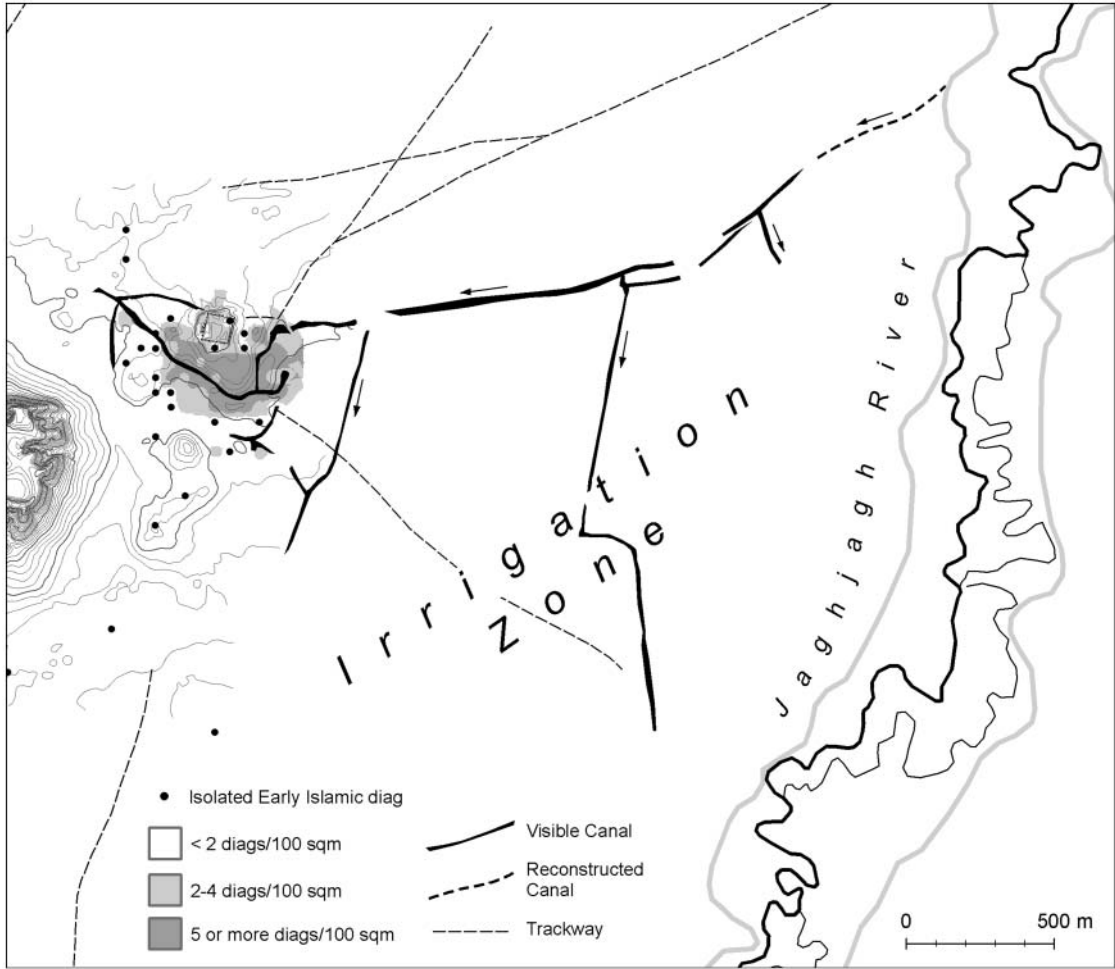 Jaghjagh River
Irrigation
Zone
Isolated Early Islamic diag
< 2 diags/100 sqm
2-4 diags/100 sqm
5 or more diags/100 sqm
Visible Canal
Reconstructed
Canal
Trackway
0 500 m